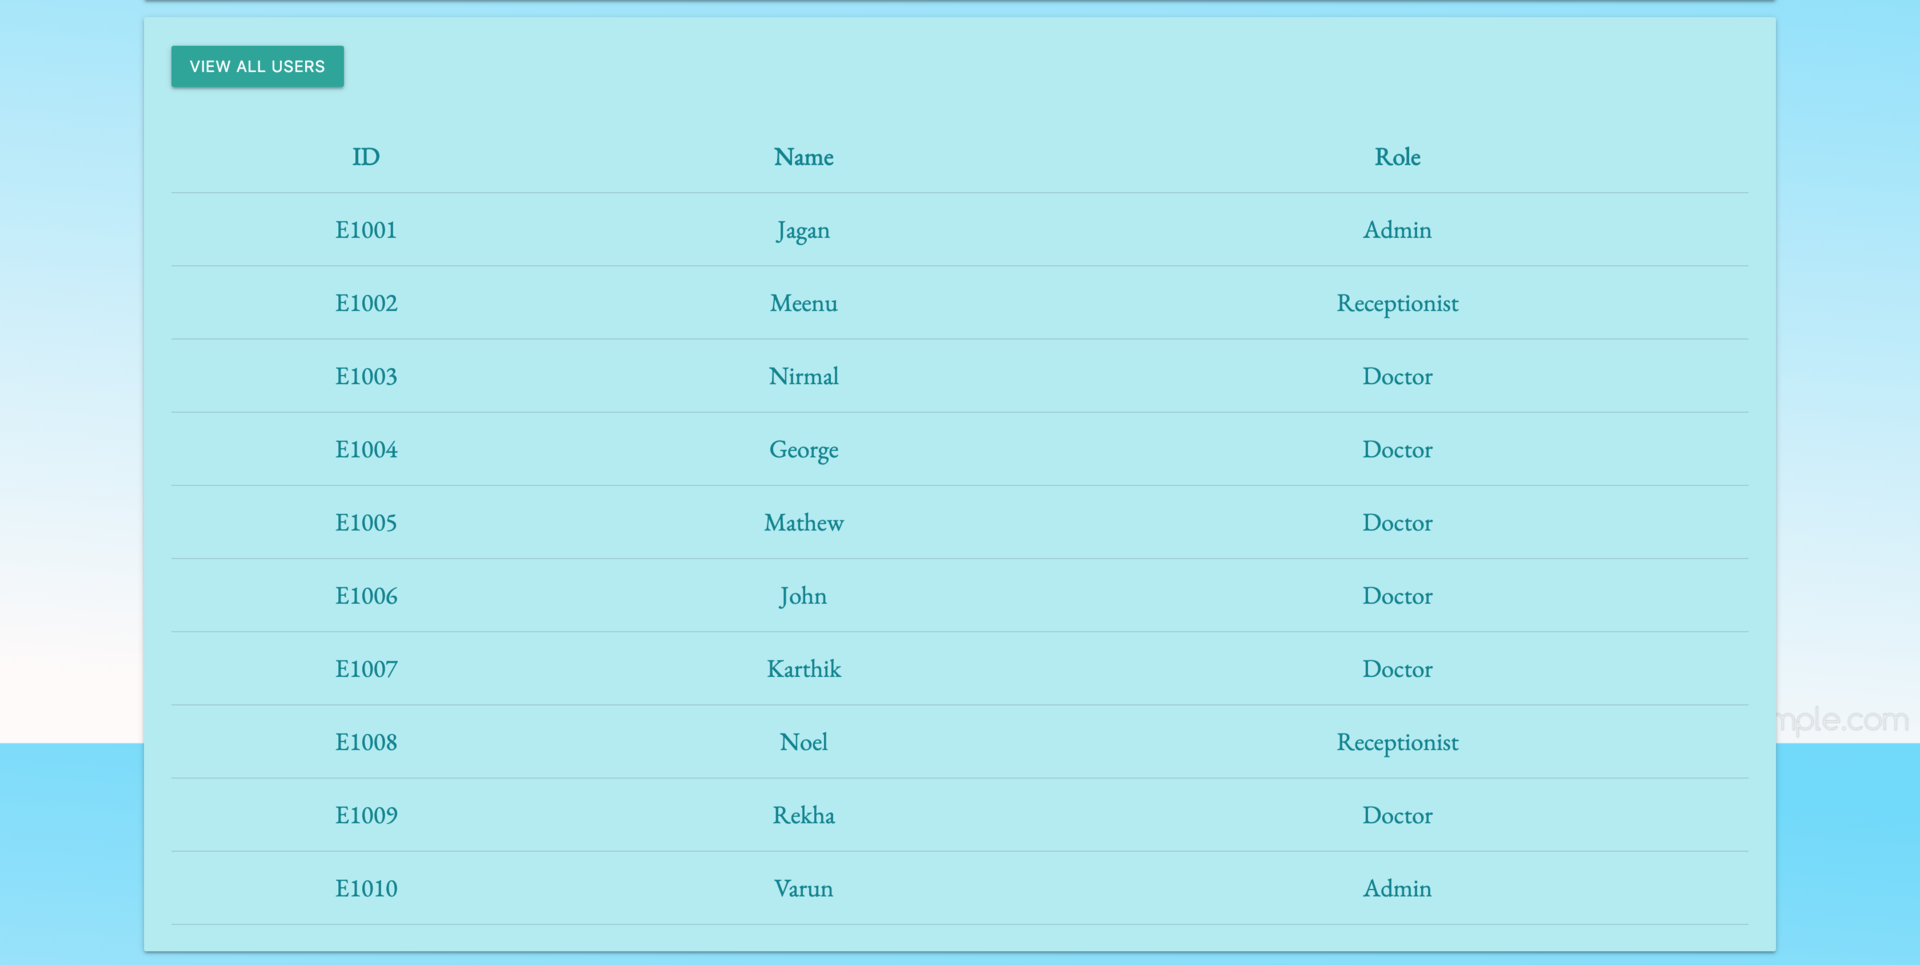 VIEW ALL USERS
ID Name Role
E1001 Jagan Admin
E1002 Meenu Receptionist
E1003 Nirmal Doctor
E1004 George Doctor
E1005 Mathew Doctor
E1006 John Doctor
E1007 Karthik Doctor
mple.com
E1008 Noel Receptionist
E1009 Rekha Doctor
E1010 Varun Admin